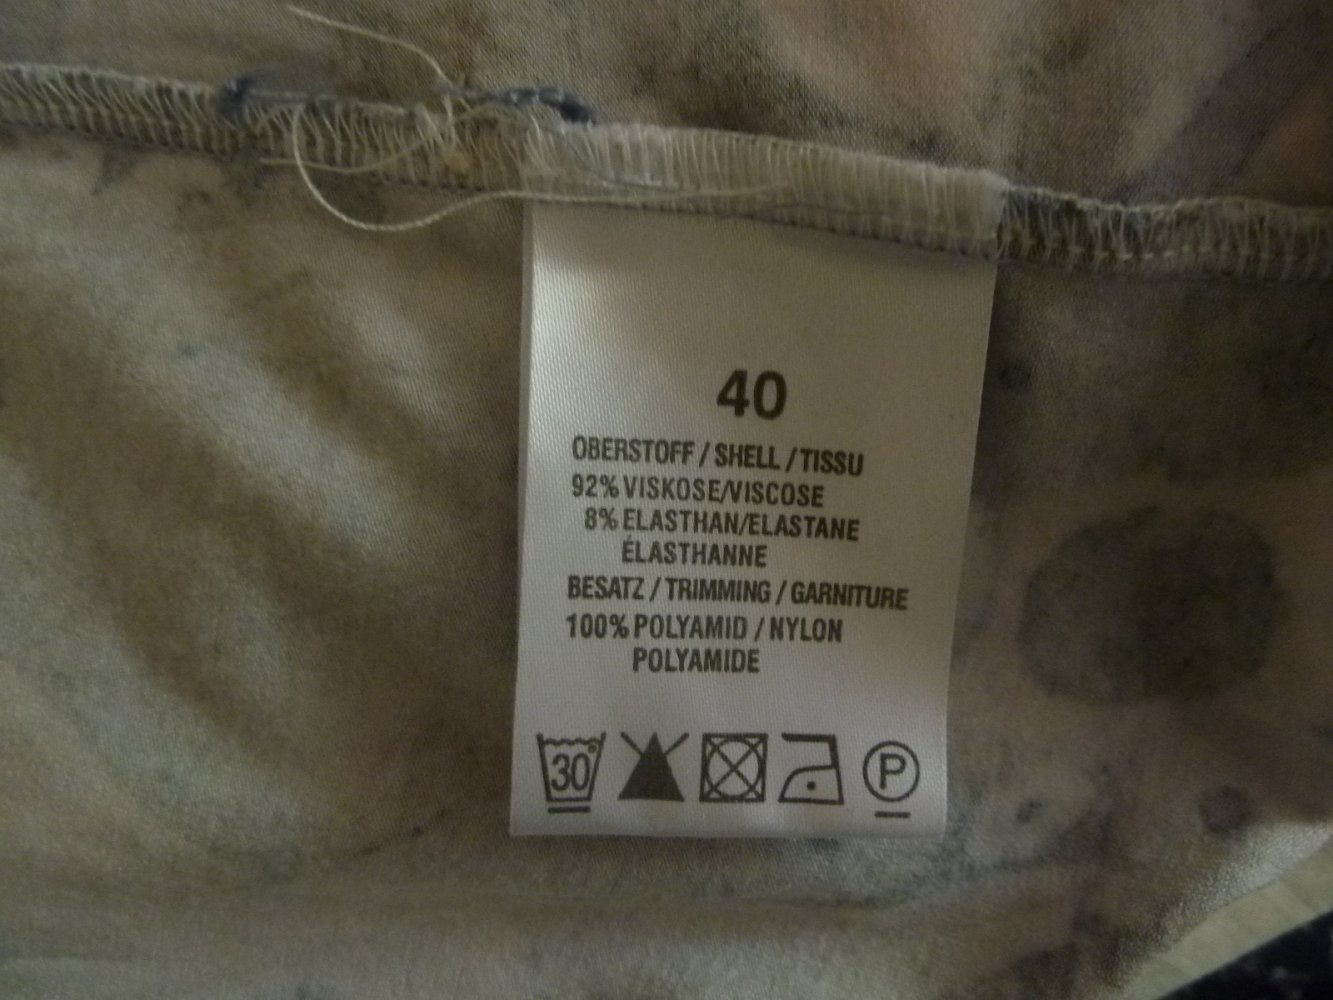 40
OBERSTOFF / SHELL / TISSU
92% VISKOSE/VISCOSE
8% ELASTHAN/ELASTANE
ÉLASTHANNE
BESATZ / TRIMMING / GARNITURE
100% POLYAMID / NYLON
POLYAMIDE
30° P